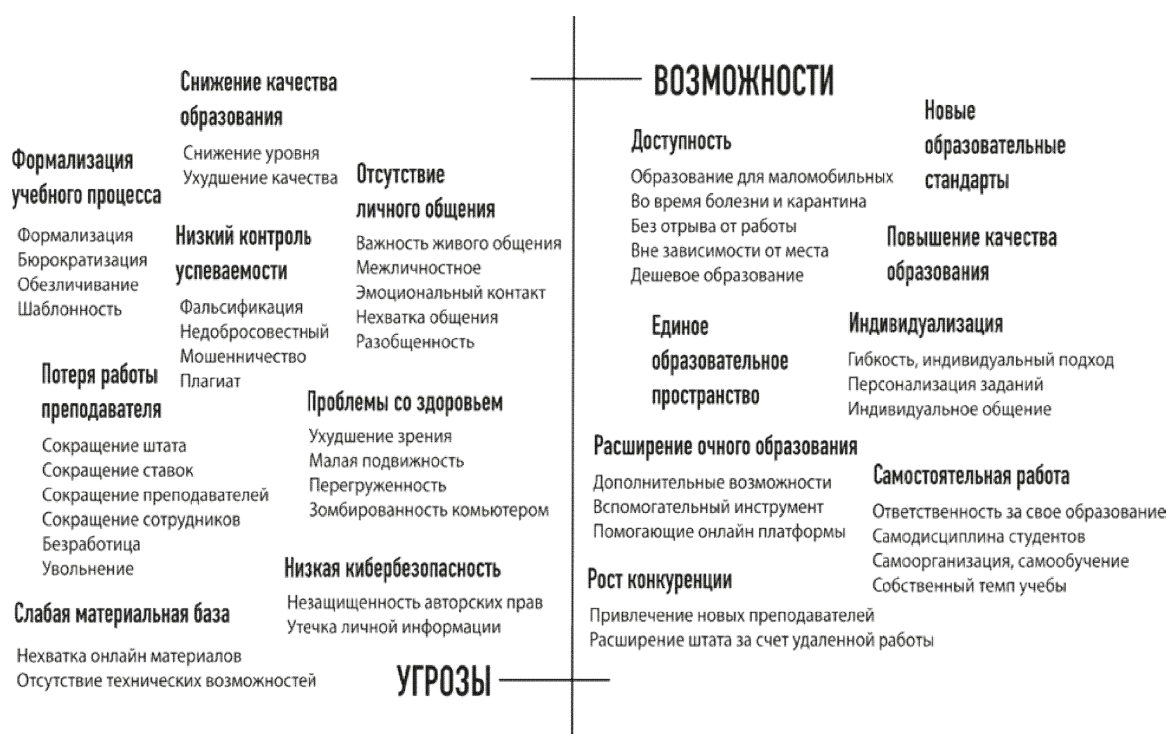 Снижение качества
образования
Снижение уровня
Ухудшение качества
Формализация
учебного процесса
Формализация
Бюрократизация
Обезличивание
Шаблонность
Отсутствие
личного общения
Важность живого общения
Межличностное
Эмоциональный контакт
Нехватка общения
Разобщенность
Низкий контроль
успеваемости
Фальсификация
Недобросовестный
Мошенничество
Плагиат
Потеря работы
преподавателя
Сокращение штата
Сокращение ставок
Сокращение преподавателей
Сокращение сотрудников
Безработица
Увольнение
Проблемы со здоровьем
Ухудшение зрения
Малая подвижность
Перегруженность
Зомбированность комьютером
Низкая кибербезопасность
Незащищенность авторских прав
Утечка личной информации
Слабая материальная база
Нехватка онлайн материалов
Отсутствие технических возможностей
УГРОЗЫ
ВОЗМОЖНОСТИ
Доступность
Образование для маломобильных
Во время болезни и карантина
Без отрыва от работы
Вне зависимости от места
Дешевое образование
Новые
образовательные
стандарты
Повышение качества
образования
Единое
образовательное
пространство
Индивидуализация
Гибкость, индивидуальный подход
Персонализация заданий
Индивидуальное общение
Расширение очного образования
Дополнительные возможности
Вспомогательный инструмент
Помогающие онлайн платформы
Самостоятельная работа
Ответственность за свое образование
Самодисциплина студентов
Самоорганизация, самообучение
Собственный темп учебы
Рост конкуренции
Привлечение новых преподавателей
Расширение штата за счет удаленной работы